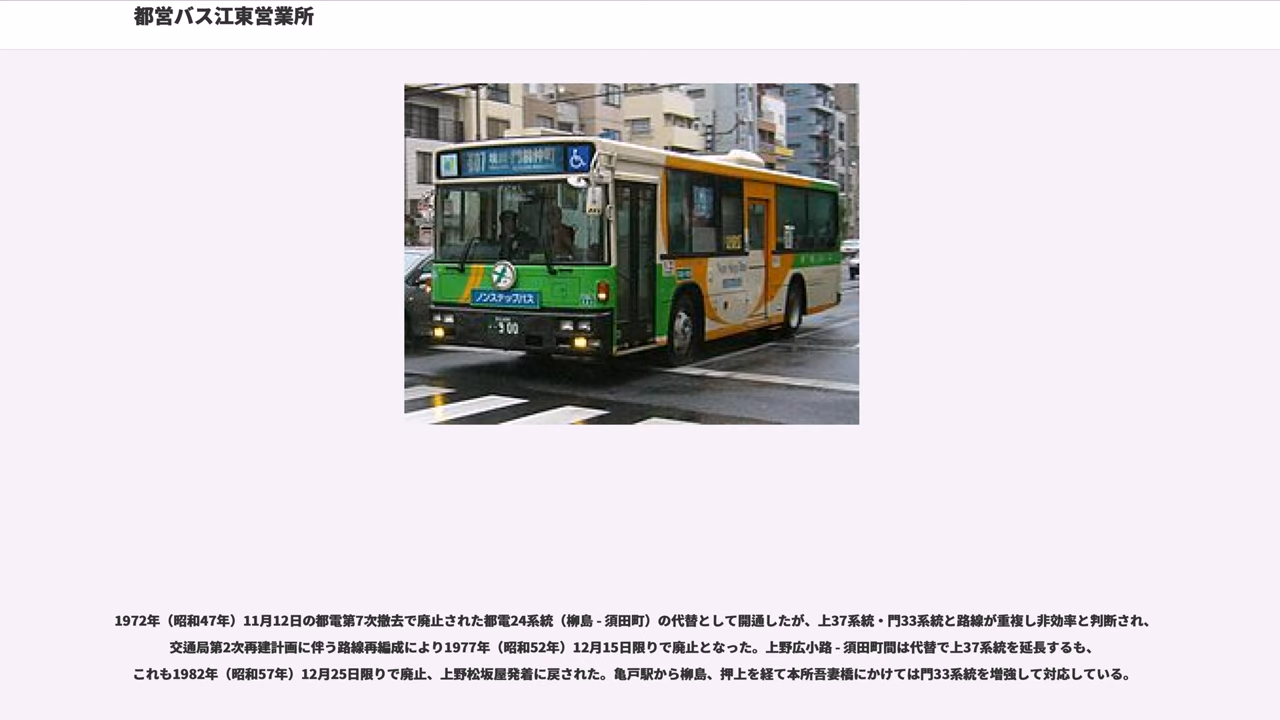 都営バス江東営業所
ノンステップバス
・・900
1972年（昭和47年）11月12日の都電第7次撤去で廃止された都電24系統（柳島 - 須田町）の代替として開通したが、上37系統・門33系統と路線が重複し非効率と判断され、
交通局第2次再建計画に伴う路線再編成により1977年（昭和52年）12月15日限りで廃止となった。上野広小路 - 須田町間は代替で上37系統を延長するも、
これも1982年（昭和57年）12月25日限りで廃止、上野松坂屋発着に戻された。亀戸駅から柳島、押上を経て本所吾妻橋にかけては門33系統を増強して対応している。